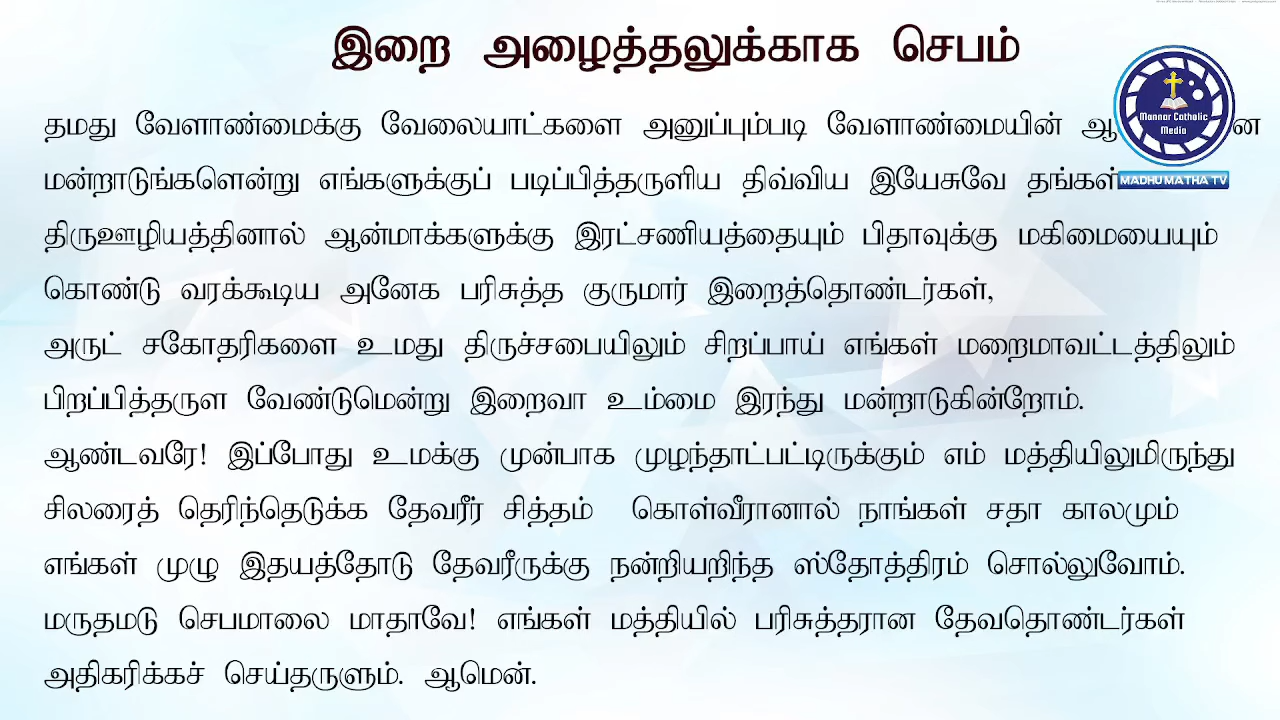 இறை அழைத்தலுக்காக செபம்
தமது வேளாண்மைக்கு வேலையாட்களை அனுப்பும்படி வேளாண்மையின்
மன்றாடுங்களென்று எங்களுக்குப் படிப்பித்தருளிய திவ்விய இயேசுவே தங்கள்
திருஊழியத்தினால் ஆன்மாக்களுக்கு இரட்சணியத்தையும் பிதாவுக்கு மகிமையையும்
கொண்டு வரக்கூடிய அனேக பரிசுத்த குருமார் இறைத்தொண்டர்கள்,
அருட் சகோதரிகளை உமது திருச்சபையிலும் சிறப்பாய் எங்கள் மறைமாவட்டத்திலும்
பிறப்பித்தருள வேண்டுமென்று இறைவா உம்மை இரந்து மன்றாடுகின்றோம்.
ஆண்டவரே! இப்போது உமக்கு முன்பாக முழந்தாட்பட்டிருக்கும் எம் மத்தியிலுமிருந்து
சிலரைத் தெரிந்தெடுக்க தேவரீர் சித்தம் கொள்வீரானால் நாங்கள் சதா காலமும்
எங்கள் முழு இதயத்தோடு தேவரீருக்கு நன்றியறிந்த ஸ்தோத்திரம் சொல்லுவோம்.
மருதமடு செபமாலை மாதாவே! எங்கள் மத்தியில் பரிசுத்தரான தேவதொண்டர்கள்
அதிகரிக்கச் செய்தருளும். ஆமென்.
Mannar Catholic
Media
MADHU MATHA TV